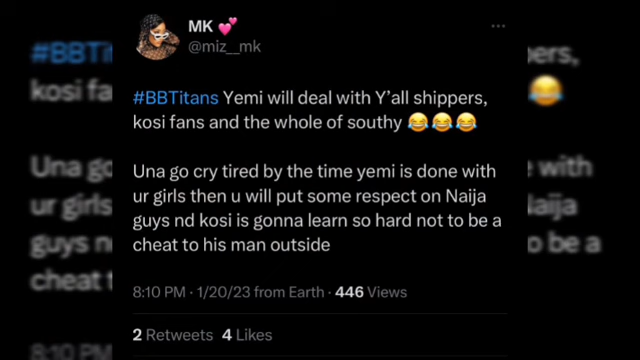 MK 💕
@miz__mk
#BBTitans Yemi will deal with Y'all shippers,
kosi fans and the whole of southy 😂😂😂
Una go cry tired by the time yemi is done with
ur girls then u will put some respect on Naija
guys nd kosi is gonna learn so hard not to be a
cheat to his man outside
8:10 PM · 1/20/23 from Earth · 446 Views
2 Retweets 4 Likes